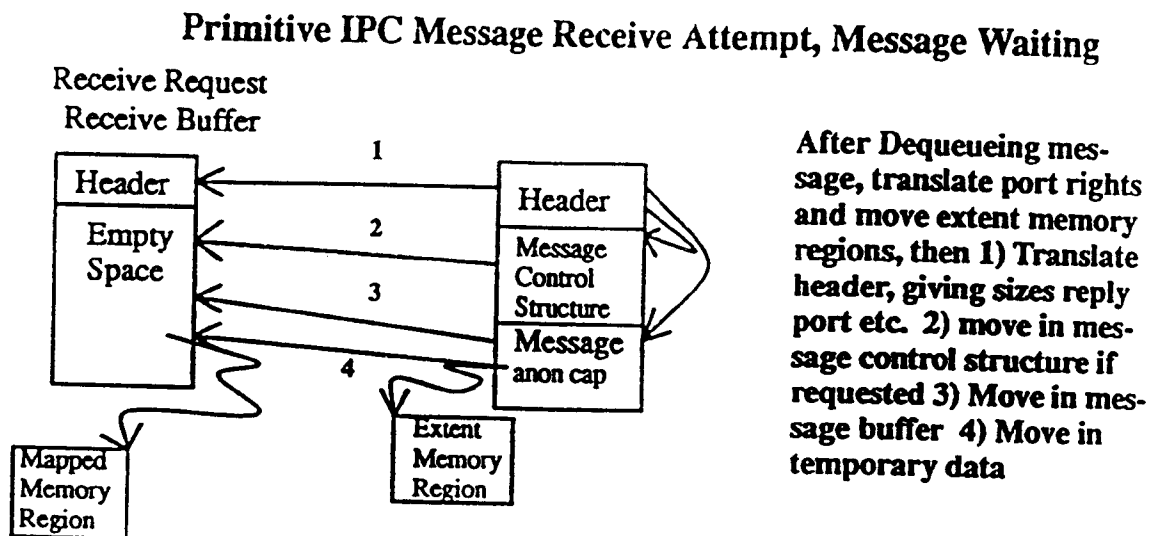 Primitive IPC Message Receive Attempt, Message Waiting
Receive Request
Receive Buffer
Header
Empty
Space
1
2
3
4
Header
Message
Control
Structure
Message
anon cap
Mapped
Memory
Region
Extent
Memory
Region
After Dequeueing mes-
sage, translate port rights
and move extent memory
regions, then 1) Translate
header, giving sizes reply
port etc. 2) move in mes-
sage control structure if
requested 3) Move in mes-
sage buffer 4) Move in
temporary data